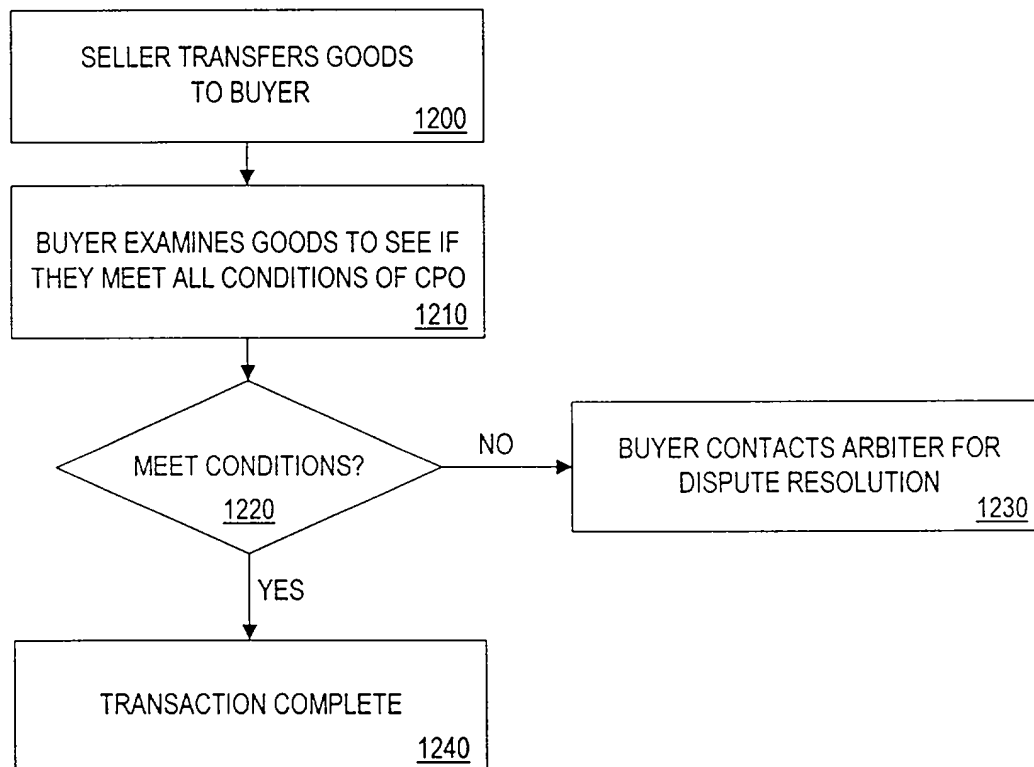 SELLER TRANSFERS GOODS
TO BUYER
1200
BUYER EXAMINES GOODS TO SEE IF
THEY MEET ALL CONDITIONS OF CPO
1210
MEET CONDITIONS?
1220
NO
BUYER CONTACTS ARBITER FOR
DISPUTE RESOLUTION
1230
YES
TRANSACTION COMPLETE
1240